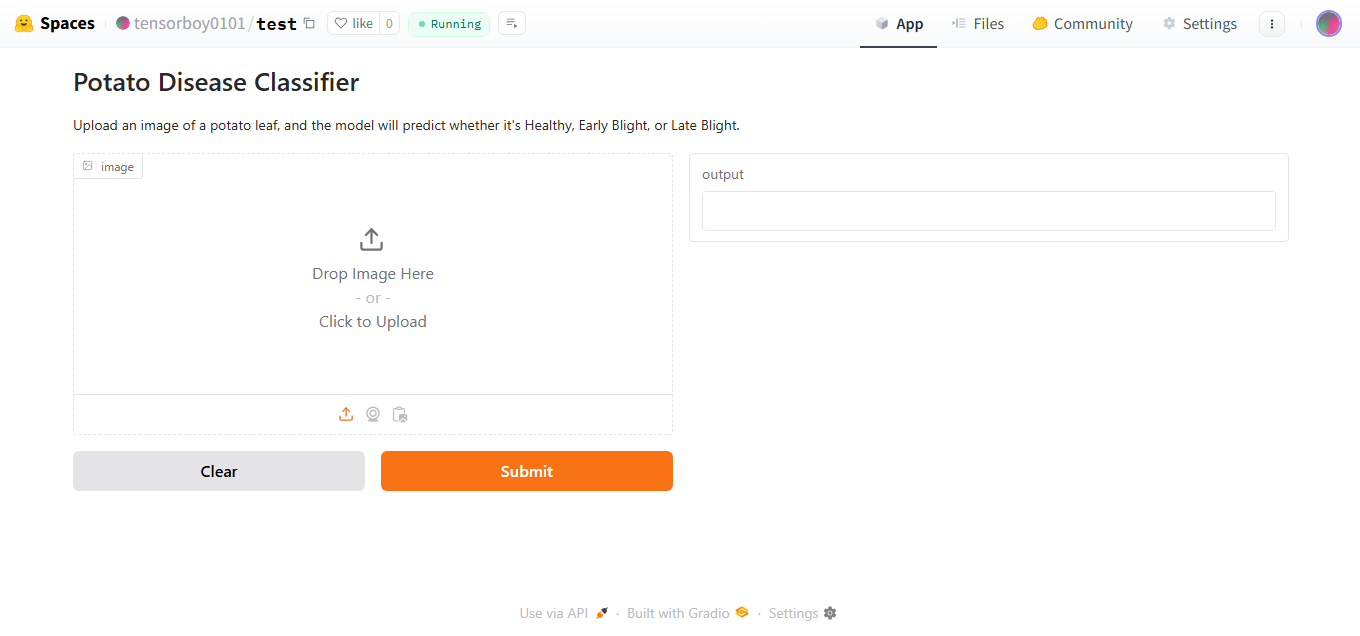 Spaces tensorboy0101/test like 0 Running App Files Community Settings
Potato Disease Classifier
Upload an image of a potato leaf, and the model will predict whether it's Healthy, Early Blight, or Late Blight.
image
Drop Image Here
- or -
Click to Upload
Clear Submit
output
Use via API · Built with Gradio · Settings